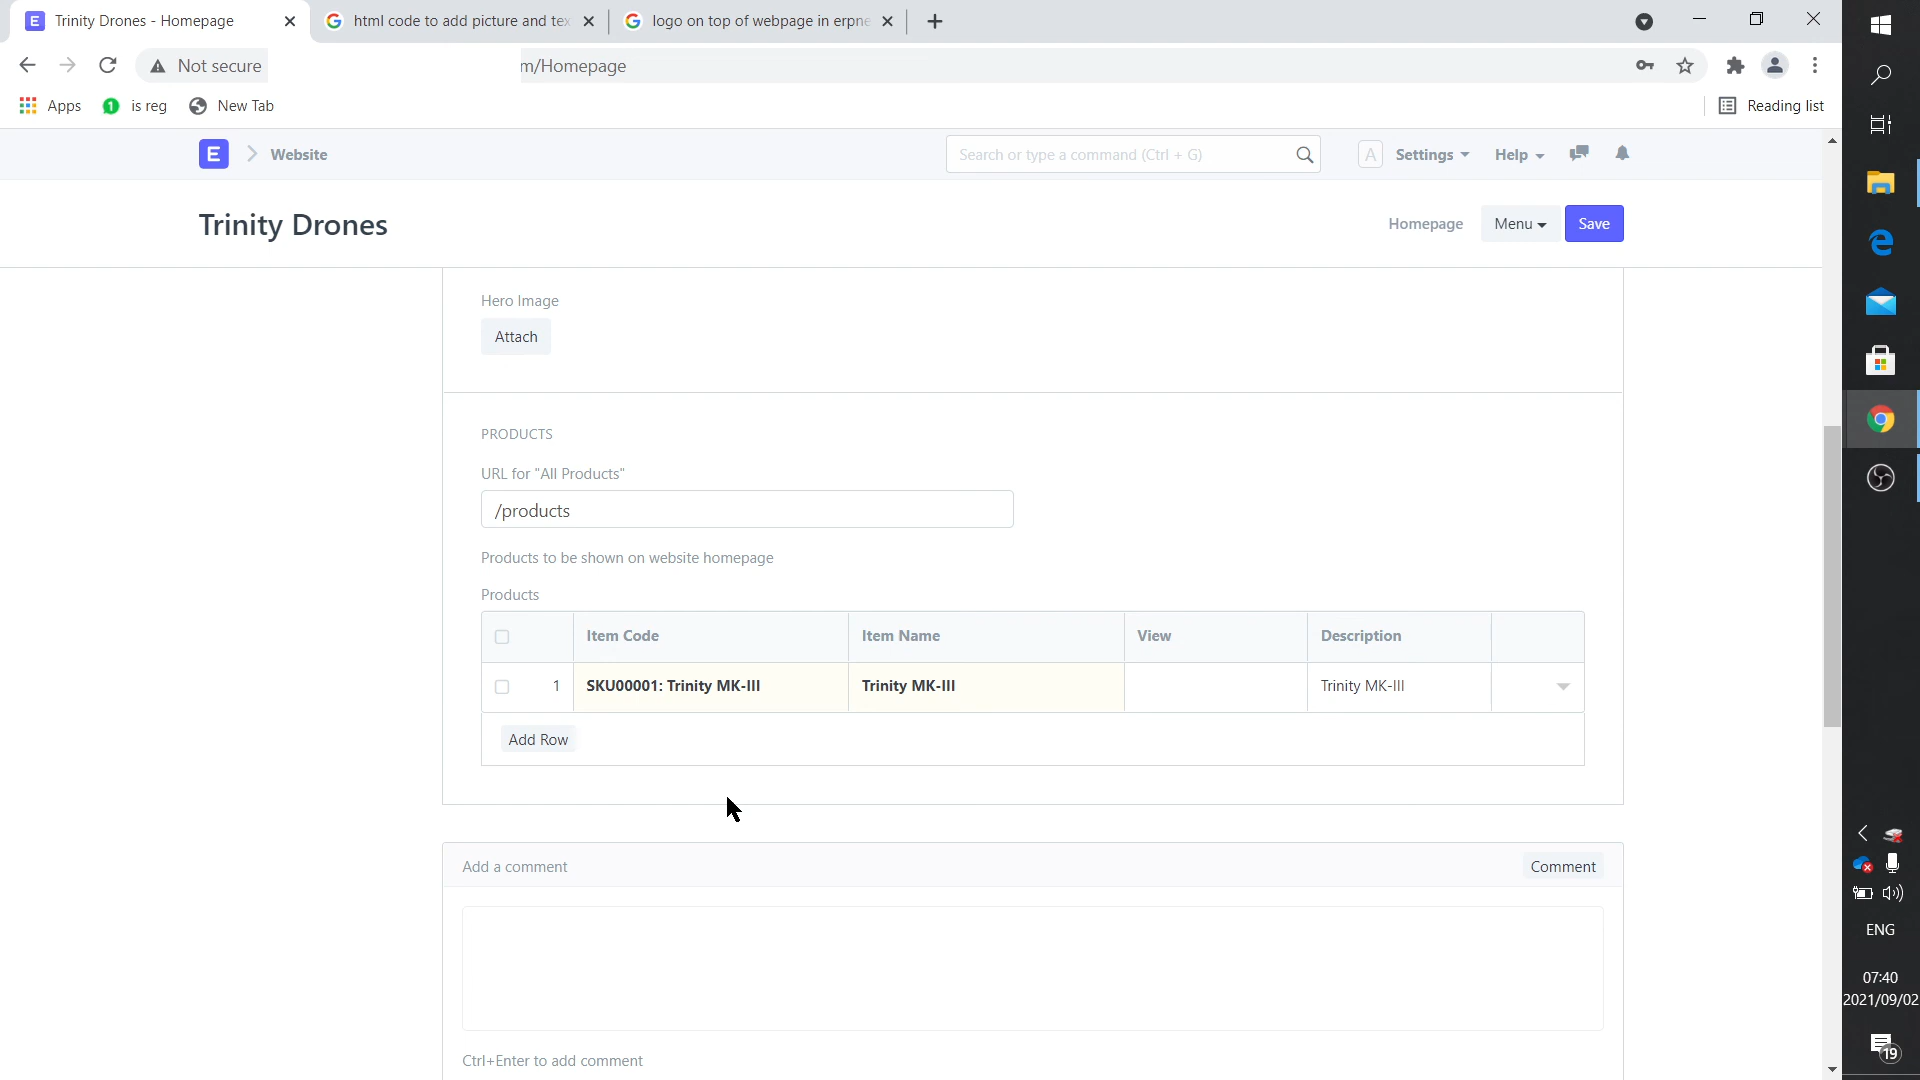 Trinity Drones - Homepage
html code to add picture and tex
logo on top of webpage in erpne
Not secure
m/Homepage
Apps
1
is reg
New Tab
Reading list
E
Website
Search or type a command (Ctrl + G)
A
Settings
Help
Trinity Drones
Homepage
Menu
Save
Hero Image
Attach
PRODUCTS
URL for "All Products"
/products
Products to be shown on website homepage
Products
Item Code
Item Name
View
Description
1
SKU00001: Trinity MK-III
Trinity MK-III
Trinity MK-III
Add Row
Add a comment
Comment
Ctrl+Enter to add comment
ENG
07:40
2021/09/02
19